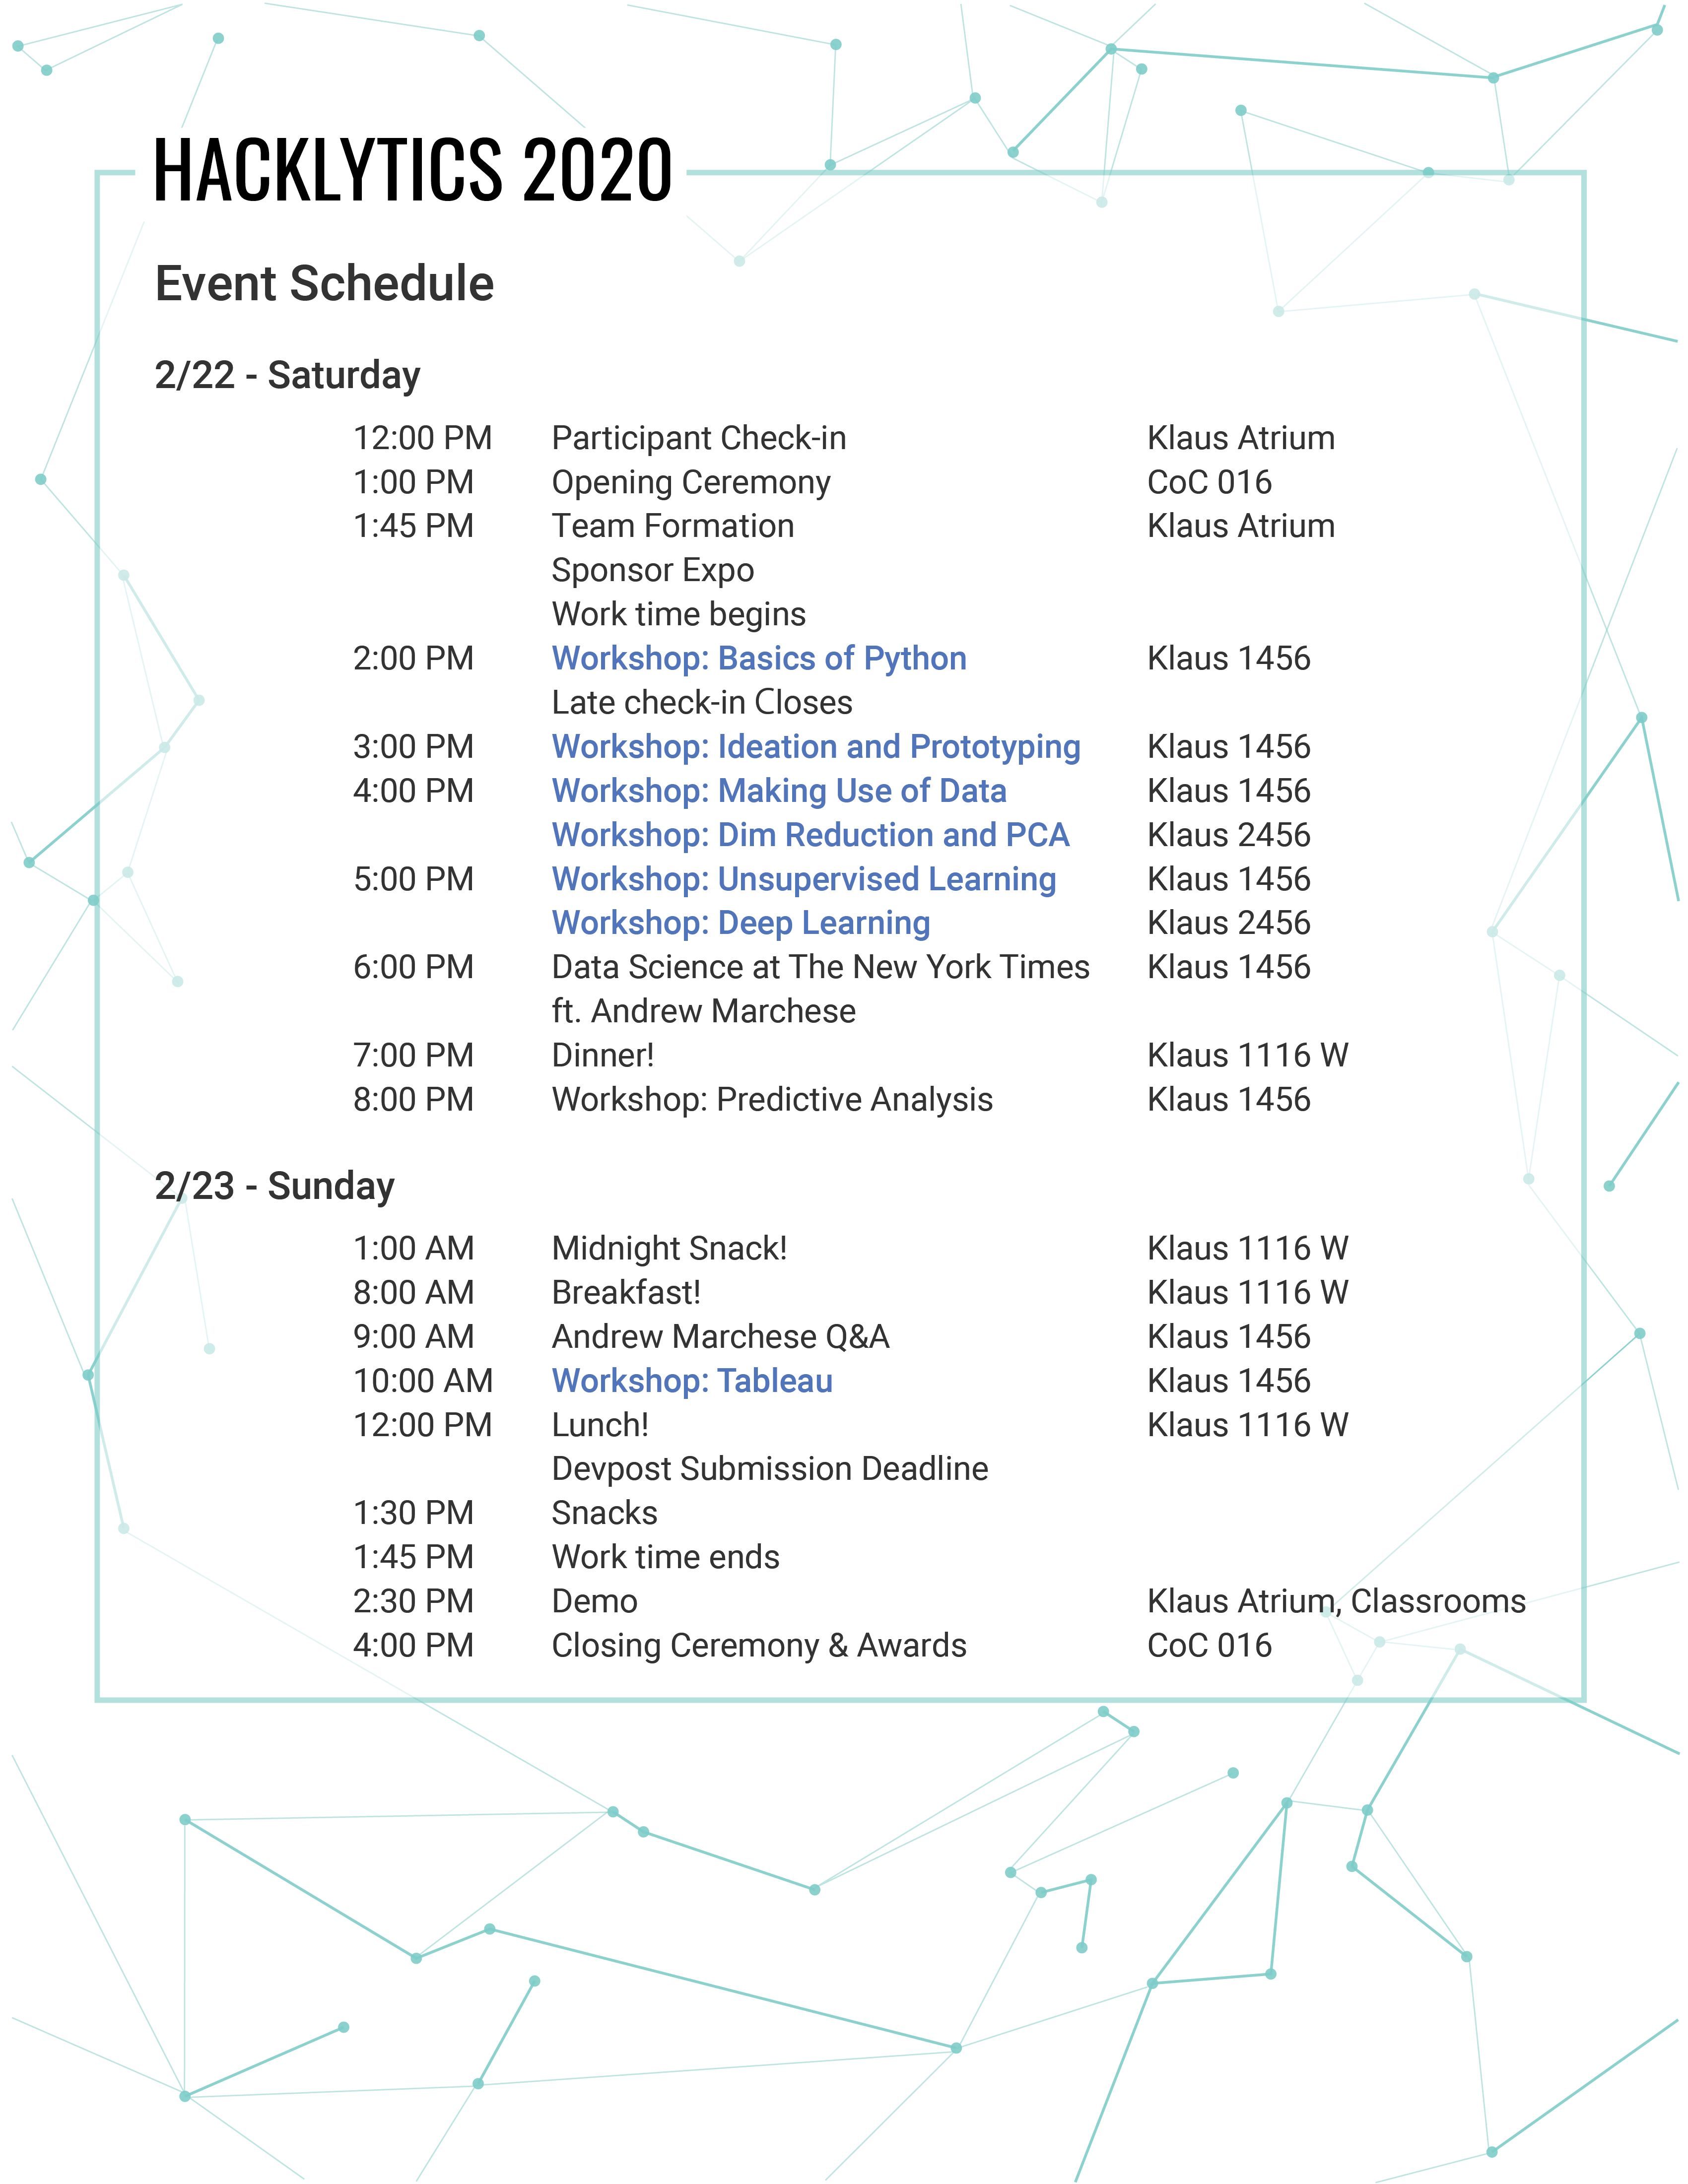 HACKLYTICS 2020
Event Schedule
2/22 - Saturday
12:00 PM Participant Check-in Klaus Atrium
1:00 PM Opening Ceremony CoC 016
1:45 PM Team Formation Klaus Atrium
Sponsor Expo
Work time begins
2:00 PM Workshop: Basics of Python Klaus 1456
Late check-in Closes
3:00 PM Workshop: Ideation and Prototyping Klaus 1456
4:00 PM Workshop: Making Use of Data Klaus 1456
Workshop: Dim Reduction and PCA Klaus 2456
5:00 PM Workshop: Unsupervised Learning Klaus 1456
Workshop: Deep Learning Klaus 2456
6:00 PM Data Science at The New York Times Klaus 1456
ft. Andrew Marchese
7:00 PM Dinner! Klaus 1116 W
8:00 PM Workshop: Predictive Analysis Klaus 1456
2/23 - Sunday
1:00 AM Midnight Snack! Klaus 1116 W
8:00 AM Breakfast! Klaus 1116 W
9:00 AM Andrew Marchese Q&A Klaus 1456
10:00 AM Workshop: Tableau Klaus 1456
12:00 PM Lunch! Klaus 1116 W
Devpost Submission Deadline
1:30 PM Snacks
1:45 PM Work time ends
2:30 PM Demo Klaus Atrium, Classrooms
4:00 PM Closing Ceremony & Awards CoC 016